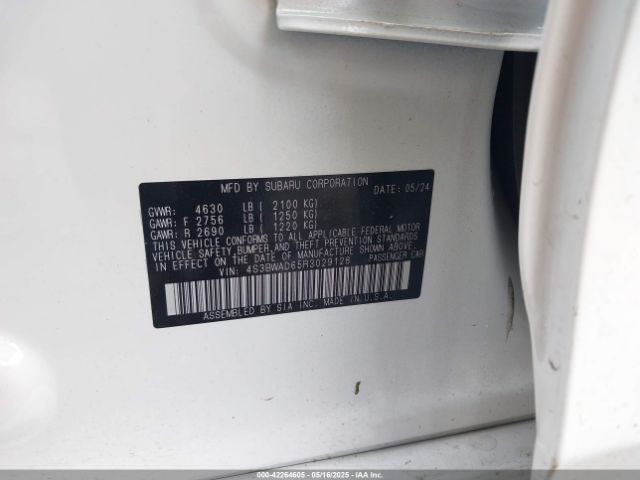 MFD BY SUBARU CORPORATION DATE: 05/24
GVWR: 4630 LB ( 2100 KG)
GAWR: F 2756 LB ( 1250 KG)
GAWR: R 2690 LB ( 1220 KG)
THIS VEHICLE CONFORMS TO ALL APPLICABLE FEDERAL MOTOR
VEHICLE SAFETY, BUMPER, AND THEFT PREVENTION STANDARDS
IN EFFECT ON THE DATE OF MANUFACTURE SHOWN ABOVE.
VIN: 4S3BWAD65R3029128 PASSENGER CAR
ASSEMBLED BY SIA INC. MADE IN U.S.A.
000-42264605 - 05/16/2025 - IAAI.COM